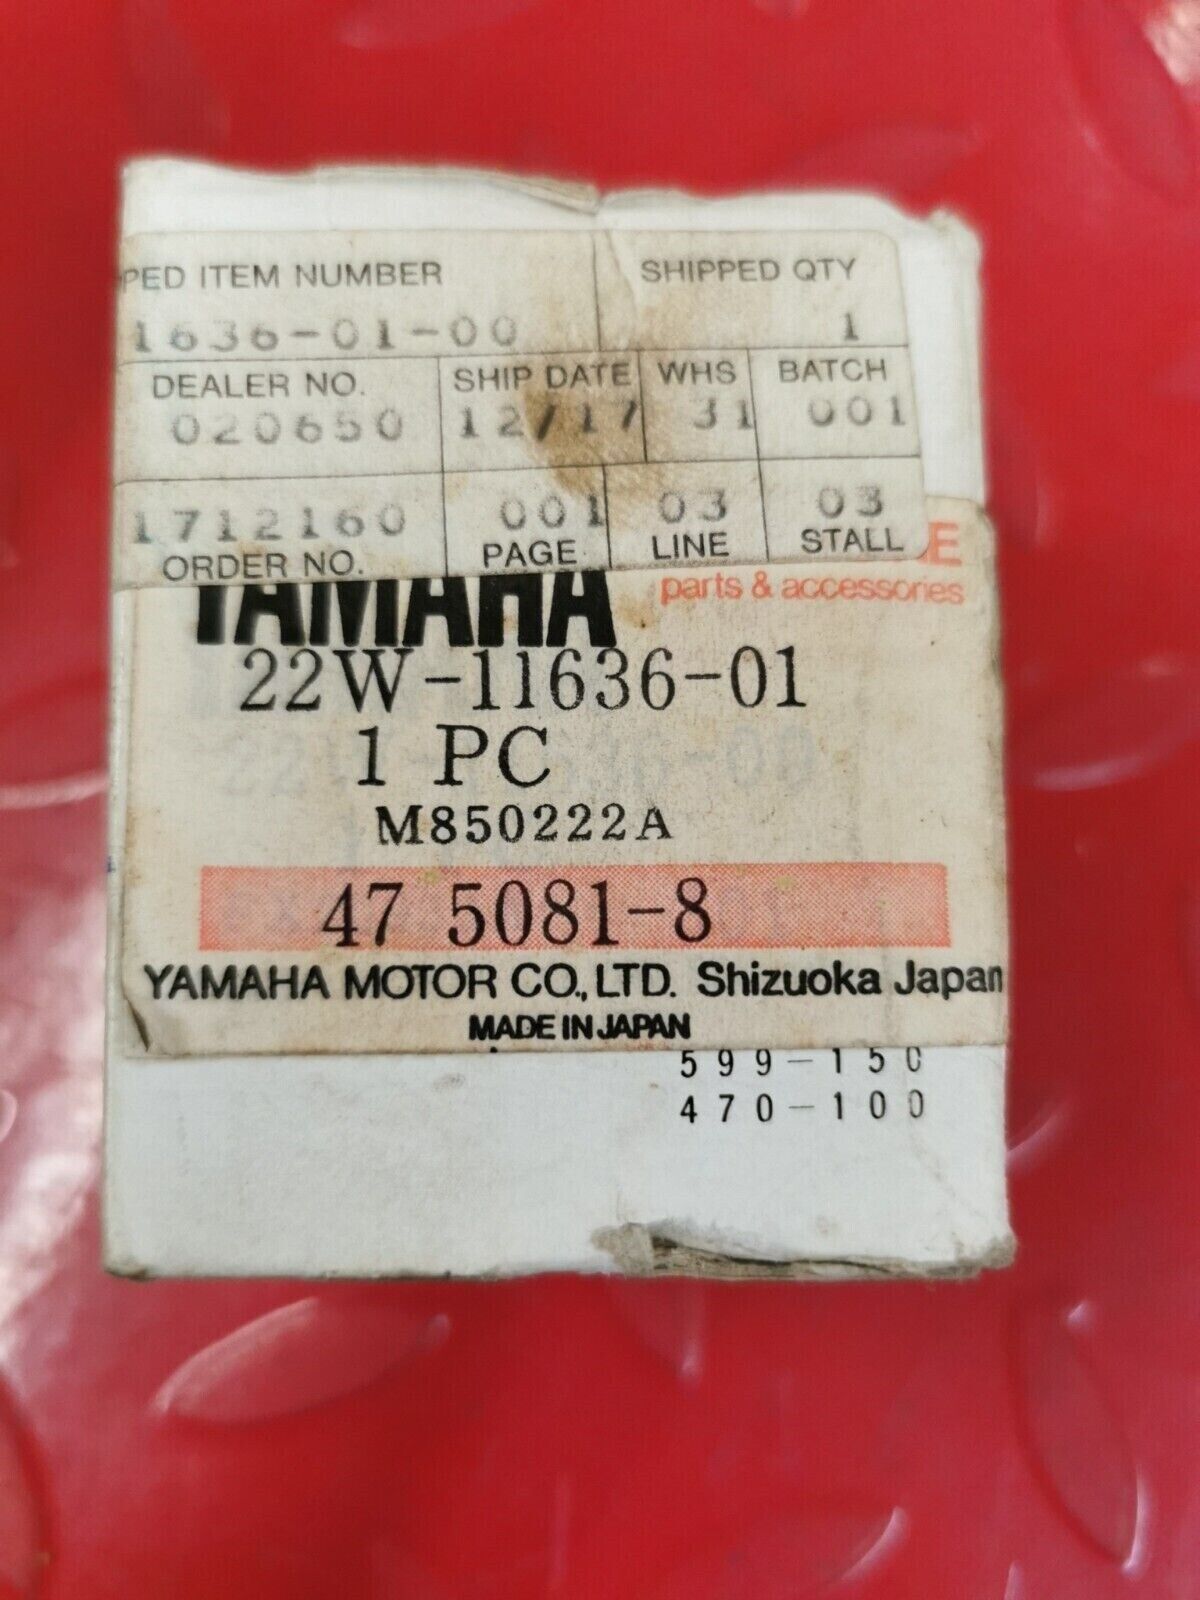 PED ITEM NUMBER SHIPPED QTY
1636-01-00 1
DEALER NO. SHIP DATE WHS BATCH
020650 12/17 31 001
1712160 001 03 03
ORDER NO. PAGE LINE STALL
YAMAHA
parts & accessories
22W-11636-01
1 PC
M850222A
47 5081-8
YAMAHA MOTOR CO., LTD. Shizuoka Japan
MADE IN JAPAN
599-150
470-100